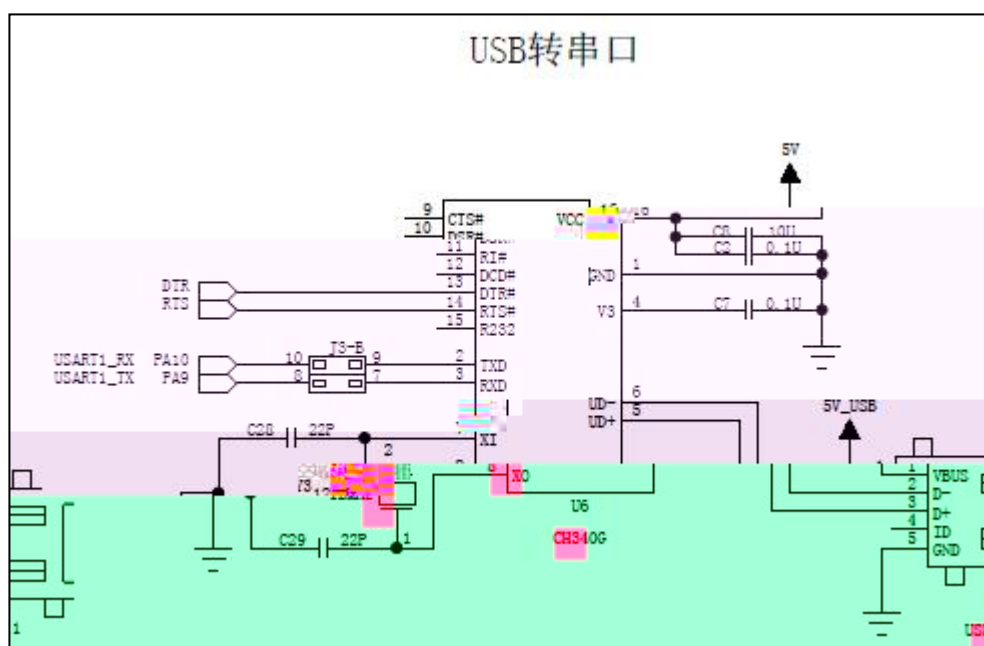 USB转串口
5V
9 CTS# VCC
10 DSR#
C8 10U
11 RI# C2 0.1U
12 DCD# GND 1
DTR 13 DTR#
RTS 14 RTS# V3 4 C7 0.1U
15 R232
J3-B
USART1_RX PA10 10 9 2 TXD
USART1_TX PA9 8 7 3 RXD
UD- 6
UD+ 5 5V_USB
C28 22P XI
2
XO 1 VBUS
2 D-
U6 3 D+
4 ID
C29 22P 1 CH340G 5 GND
1